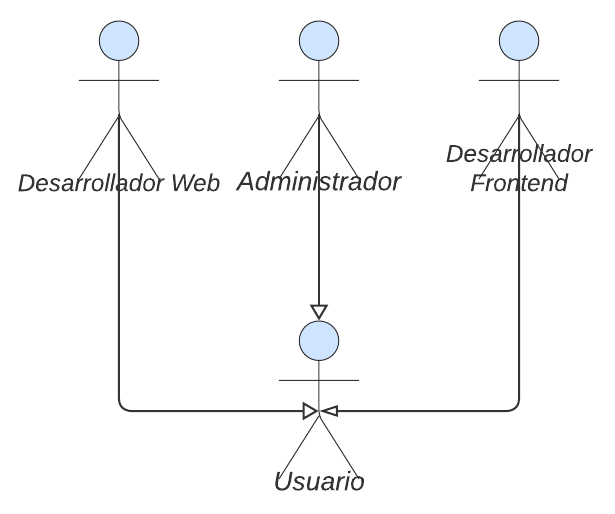 Desarrollador Web
Administrador
Desarrollador
Frontend
Usuario